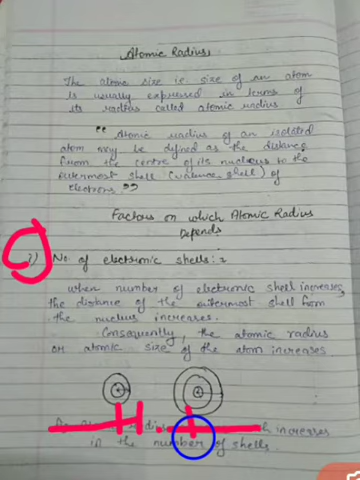 Atomic Radius
The atomic size i.e. size of an atom
is usually expressed in terms of
its radius called atomic radius
"Atomic radius of an isolated
atom may be defined as the distance
from the centre of its nucleus to the
outermost shell (valence shell) of
electrons"
Factors on which Atomic Radius
Depends
1) No. of electronic shells:-
when number of electronic shell increases,
the distance of the outermost shell from
the nucleus increases.
Consequently, the atomic radius
or atomic size of the atom increases
increases
in the number of shells.